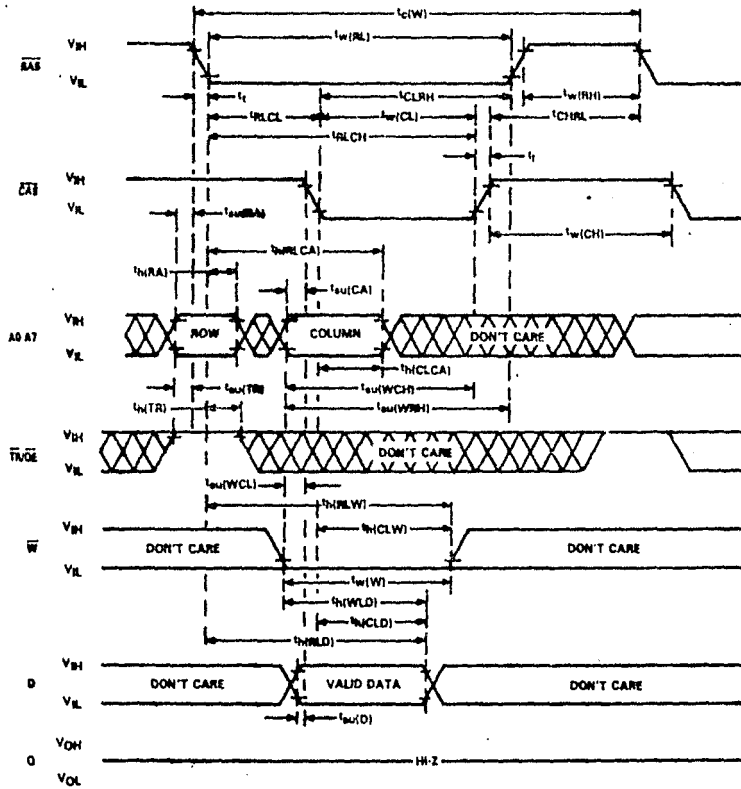 tc(W)
tw(RL)
VIH
RAS
VIL
tt
tCLRH
tw(RH)
tRLCL
tw(CL)
tCHRL
tRLCH
tt
VIH
CAS
VIL
tsu(RA)
tw(CH)
th(RLCA)
th(RA)
tsu(CA)
VIH
A0 A7
ROW
COLUMN
DON'T CARE
VIL
th(CLCA)
tsu(TR)
tsu(WCH)
th(TR)
tsu(WRH)
VIH
TR/OE
DON'T CARE
VIL
tsu(WCL)
th(RLW)
VIH
th(CLW)
W
DON'T CARE
DON'T CARE
VIL
tw(W)
th(WLD)
th(CLD)
th(RLD)
VIH
D
DON'T CARE
VALID DATA
DON'T CARE
VIL
tsu(D)
VOH
Q
HI-Z
VOL